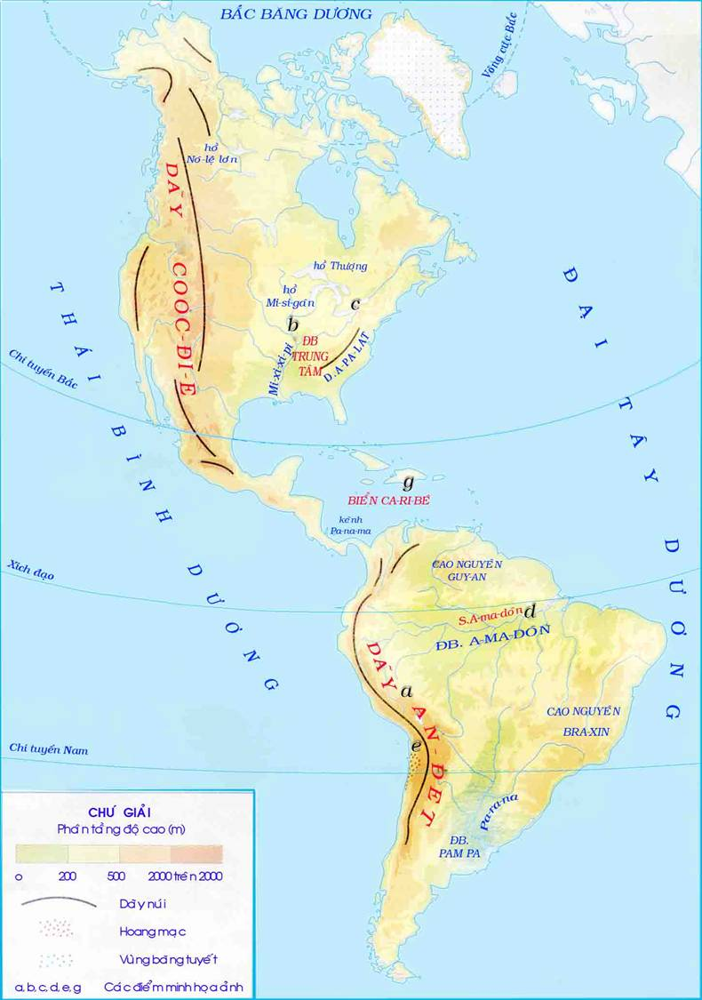 BẮC BĂNG DƯƠNG
Vòng cực Bắc
hồ
Nô-lệ lớn
DÃY COOC-ĐI-E
hồ Thượng
hồ
Mi-si-gân
c
b
ĐB
TRUNG
TÂM
Mi-xi-xi-pi
D.A-PA-LAT
THÁI BÌNH DƯƠNG
ĐẠI TÂY DƯƠNG
Chí tuyến Bắc
g
BIỂN CA-RI-BÊ
kênh
Pa-na-ma
CAO NGUYÊN
GUY-AN
Xích đạo
S.A-ma-dôn d
ĐB. A-MA-DÔN
DÃY AN-ĐET
a
CAO NGUYÊN
BRA-XIN
e
Chí tuyến Nam
Pa-ra-na
ĐB.
PAM PA
CHÚ GIẢI
Phân tầng độ cao (m)
0 200 500 2000 trên 2000
Dãy núi
Hoang mạc
Vùng băng tuyết
a, b, c, d, e, g Các điểm minh họa ảnh